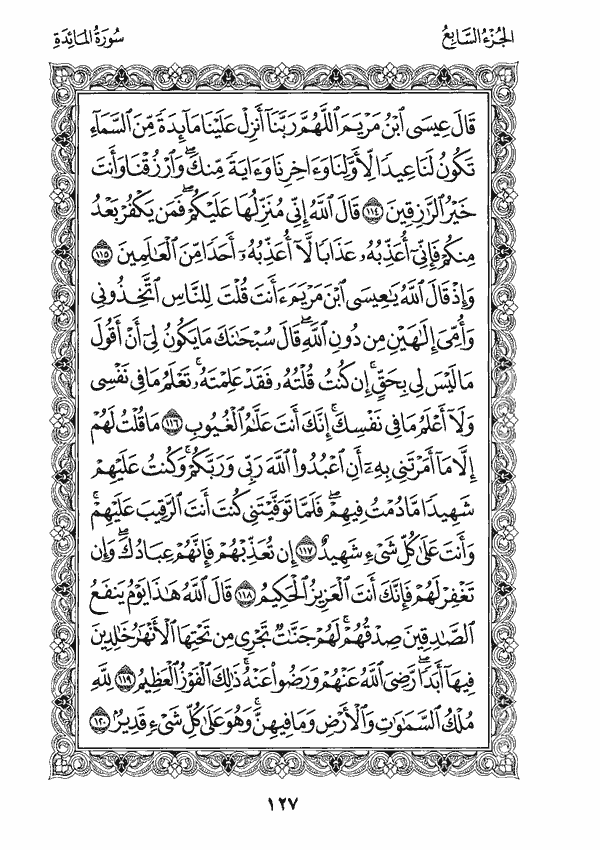 الجزء السابع
سورة المائدة
قَالَ عِيسَى ٱبْنُ مَرْيَمَ ٱللَّهُمَّ رَبَّنَآ أَنزِلْ عَلَيْنَا مَآئِدَةً مِّنَ ٱلسَّمَآءِ
تَكُونُ لَنَا عِيدًا لِّأَوَّلِنَا وَءَاخِرِنَا وَءَايَةً مِّنكَ ۖ وَٱرْزُقْنَا وَأَنتَ
خَيْرُ ٱلرَّٰزِقِينَ ١١٤ قَالَ ٱللَّهُ إِنِّى مُنَزِّلُهَا عَلَيْكُمْ ۖ فَمَن يَكْفُرْ بَعْدُ
مِنكُمْ فَإِنِّىٓ أُعَذِّبُهُۥ عَذَابًا لَّآ أُعَذِّبُهُۥٓ أَحَدًا مِّنَ ٱلْعَٰلَمِينَ ١١٥
وَإِذْ قَالَ ٱللَّهُ يَٰعِيسَى ٱبْنَ مَرْيَمَ ءَأَنتَ قُلْتَ لِلنَّاسِ ٱتَّخِذُونِى
وَأُمِّىَ إِلَٰهَيْنِ مِن دُونِ ٱللَّهِ ۖ قَالَ سُبْحَٰنَكَ مَا يَكُونُ لِىٓ أَنْ أَقُولَ
مَا لَيْسَ لِى بِحَقٍّ ۚ إِن كُنتُ قُلْتُهُۥ فَقَدْ عَلِمْتَهُۥ ۚ تَعْلَمُ مَا فِى نَفْسِى
وَلَآ أَعْلَمُ مَا فِى نَفْسِكَ ۚ إِنَّكَ أَنتَ عَلَّٰمُ ٱلْغُيُوبِ ١١٦ مَا قُلْتُ لَهُمْ
إِلَّا مَآ أَمَرْتَنِى بِهِۦٓ أَنِ ٱعْبُدُوا۟ ٱللَّهَ رَبِّى وَرَبَّكُمْ ۚ وَكُنتُ عَلَيْهِمْ
شَهِيدًا مَّا دُمْتُ فِيهِمْ ۖ فَلَمَّا تَوَفَّيْتَنِى كُنتَ أَنتَ ٱلرَّقِيبَ عَلَيْهِمْ ۚ
وَأَنتَ عَلَىٰ كُلِّ شَىْءٍ شَهِيدٌ ١١٧ إِن تُعَذِّبْهُمْ فَإِنَّهُمْ عِبَادُكَ ۖ وَإِن
تَغْفِرْ لَهُمْ فَإِنَّكَ أَنتَ ٱلْعَزِيزُ ٱلْحَكِيمُ ١١٨ قَالَ ٱللَّهُ هَٰذَا يَوْمُ يَنفَعُ
ٱلصَّٰدِقِينَ صِدْقُهُمْ ۚ لَهُمْ جَنَّٰتٌ تَجْرِى مِن تَحْتِهَا ٱلْأَنْهَٰرُ خَٰلِدِينَ
فِيهَآ أَبَدًا ۚ رَّضِىَ ٱللَّهُ عَنْهُمْ وَرَضُوا۟ عَنْهُ ۚ ذَٰلِكَ ٱلْفَوْزُ ٱلْعَظِيمُ ١١٩ لِلَّهِ
مُلْكُ ٱلسَّمَٰوَٰتِ وَٱلْأَرْضِ وَمَا فِيهِنَّ ۚ وَهُوَ عَلَىٰ كُلِّ شَىْءٍ قَدِيرٌۢ ١٢٠
١٢٧